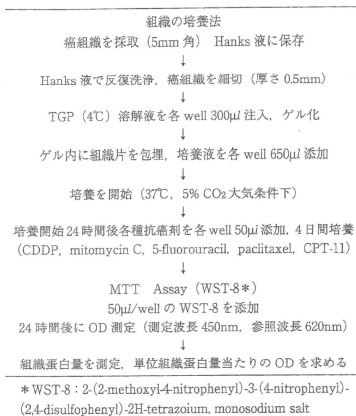 組織の培養法
癌組織を採取（5mm 角） Hanks 液に保存
↓
Hanks 液で反復洗浄，癌組織を細切（厚さ 0.5mm）
↓
TGP（4℃）溶解液を各 well 300μl 注入，ゲル化
↓
ゲル内に組織片を包埋，培養液を各 well 650μl 添加
↓
培養を開始（37℃，5% CO2 大気条件下）
↓
培養開始 24 時間後各種抗癌剤を各 well 50μl 添加，4 日間培養
（CDDP，mitomycin C，5-fluorouracil，paclitaxel，CPT-11）
↓
MTT Assay（WST-8＊）
50μl/well の WST-8 を添加
24 時間後に OD 測定（測定波長 450nm，参照波長 620nm）
↓
組織蛋白量を測定，単位組織蛋白量当たりの OD を求める
＊WST-8：2-(2-methoxyl-4-nitrophenyl)-3-(4-nitrophenyl)-
(2,4-disulfophenyl)-2H-tetrazoium, monosodium salt